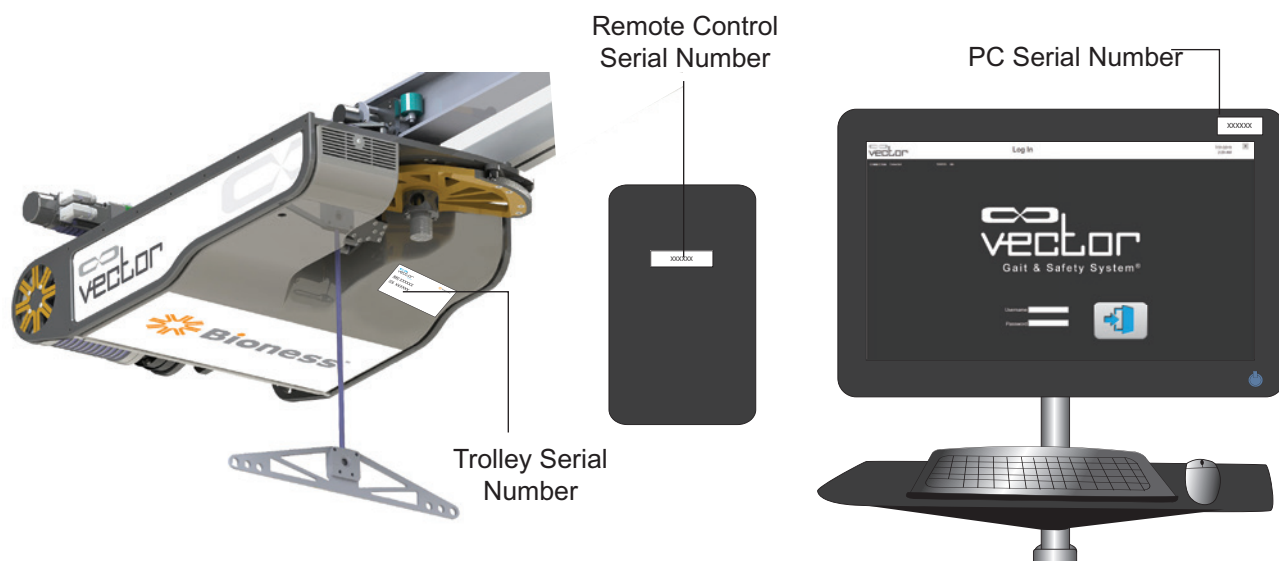 Remote Control
Serial Number
PC Serial Number
xxxxxx
vector
Log In
vector
Gait & Safety System®
Username
Password
xxxxxx
vector
Bioness
Trolley Serial
Number